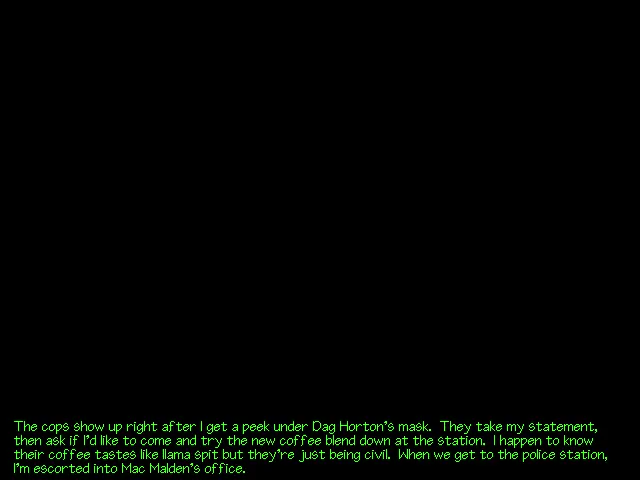 The cops show up right after I get a peek under Dag Horton's mask.  They take my statement,
then ask if I'd like to come and try the new coffee blend down at the station.  I happen to know
their coffee tastes like llama spit but they're just being civil.  When we get to the police station,
I'm escorted into Mac Malden's office.